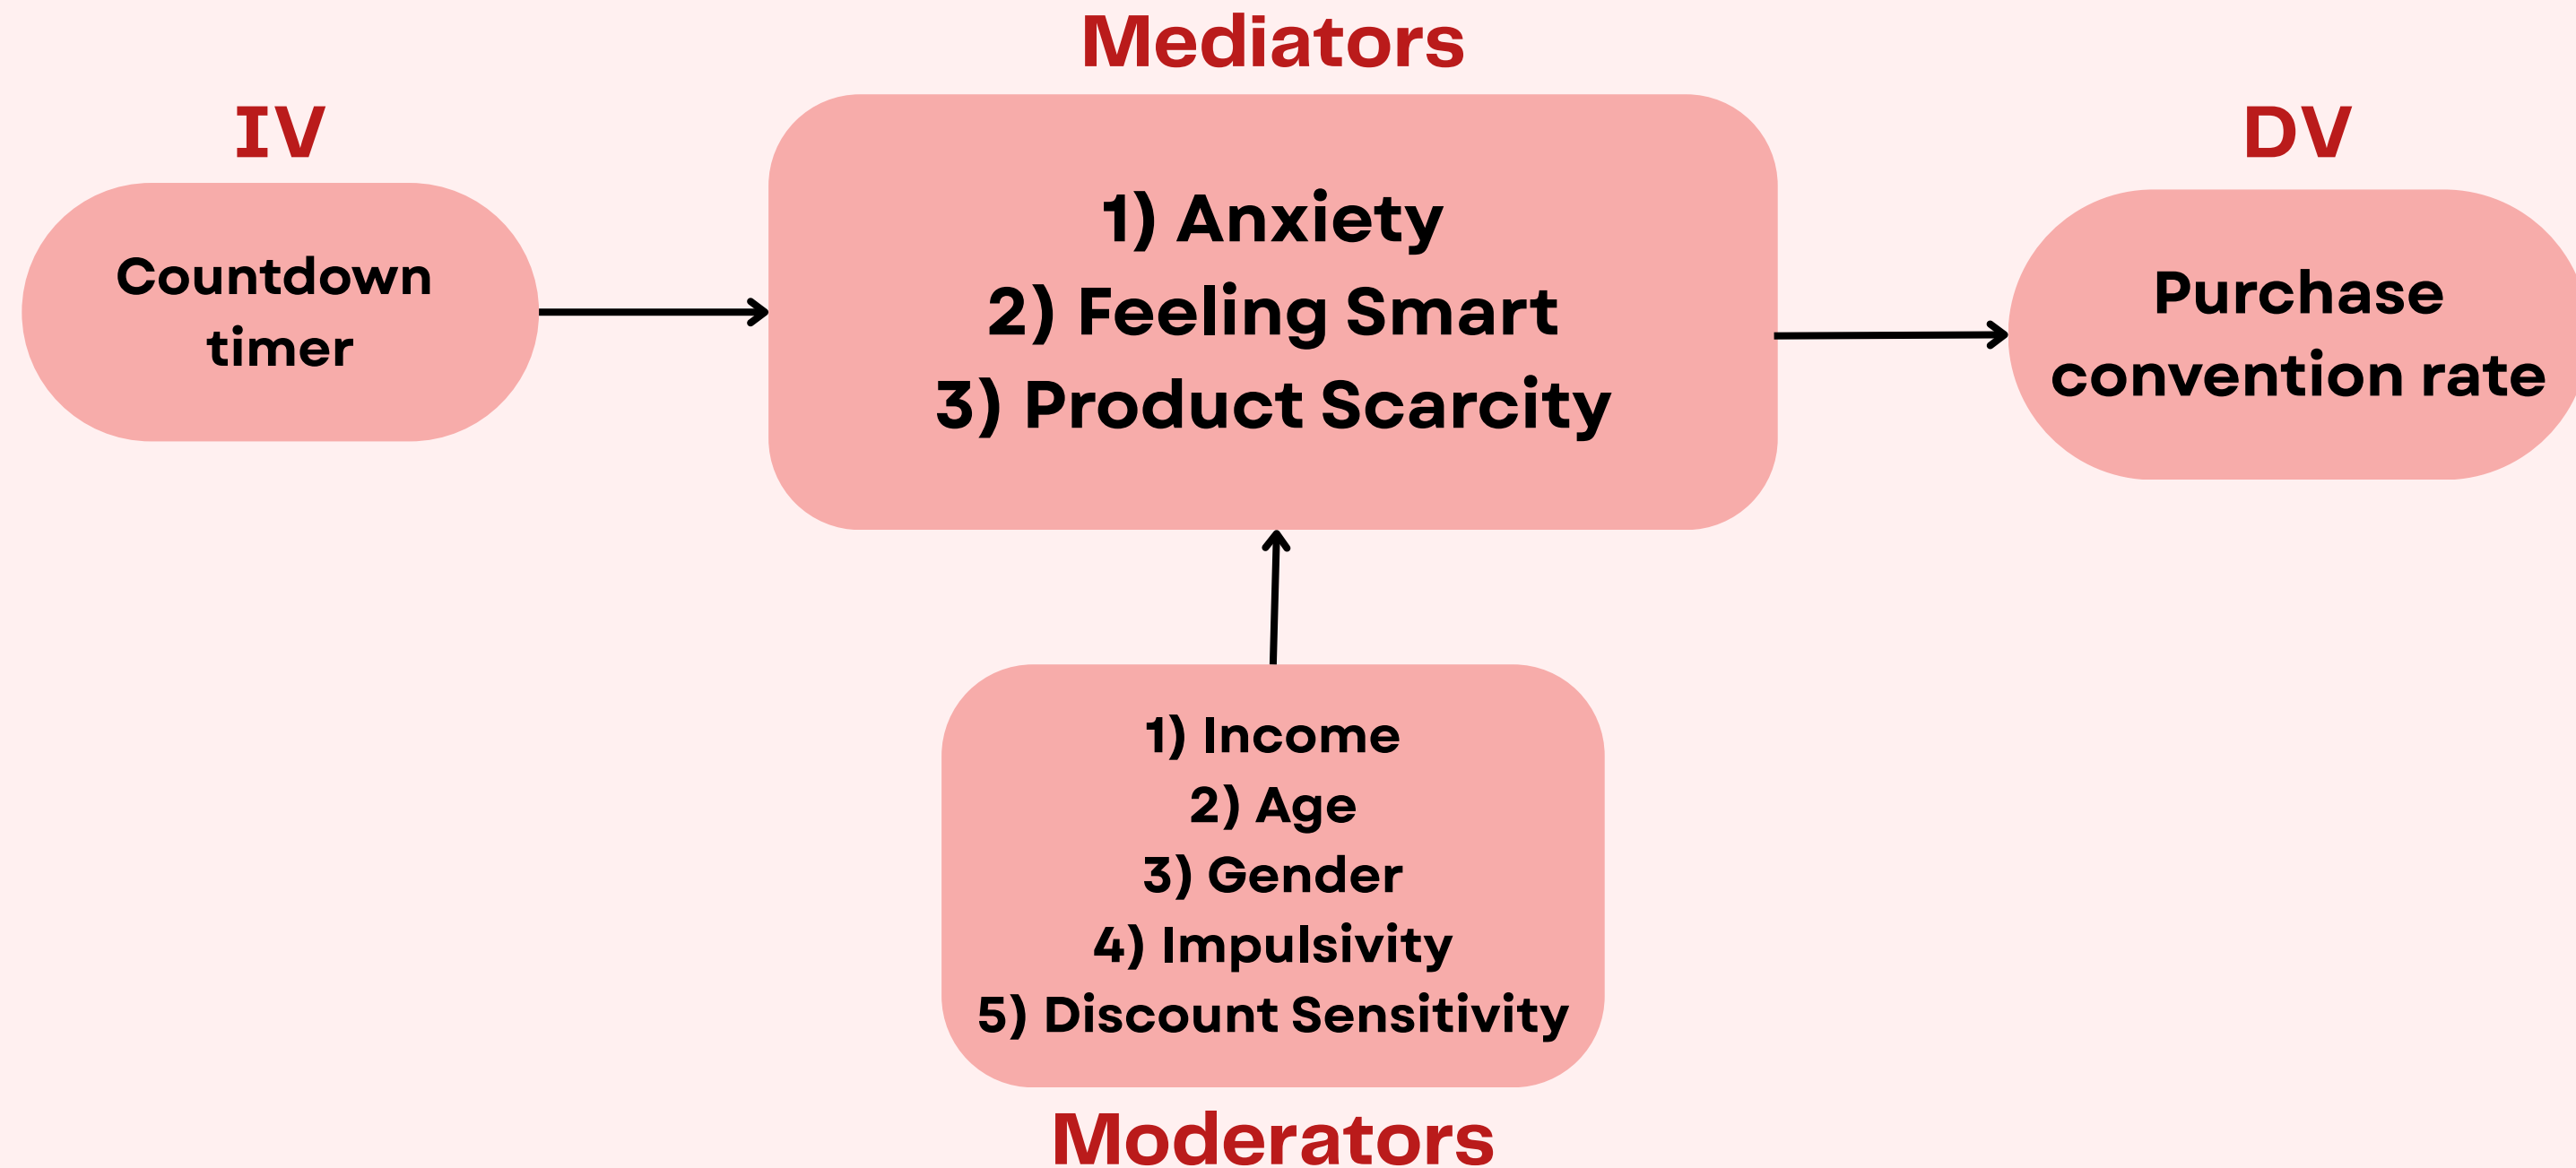 Mediators
IV
DV
Countdown
timer
1) Anxiety
2) Feeling Smart
3) Product Scarcity
Purchase
convention rate
1) Income
2) Age
3) Gender
4) Impulsivity
5) Discount Sensitivity
Moderators